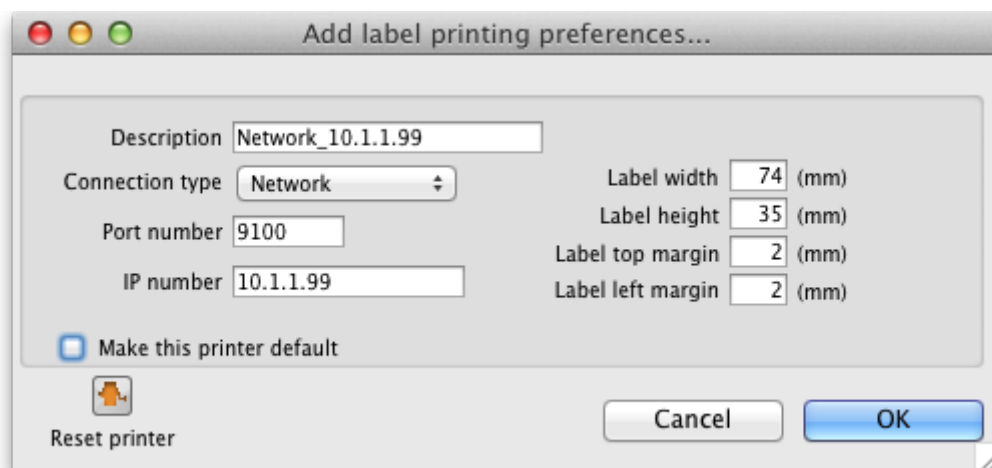 Add label printing preferences...
Description Network_10.1.1.99
Connection type Network
Port number 9100
IP number 10.1.1.99
Label width 74 (mm)
Label height 35 (mm)
Label top margin 2 (mm)
Label left margin 2 (mm)
Make this printer default
Reset printer
Cancel
OK